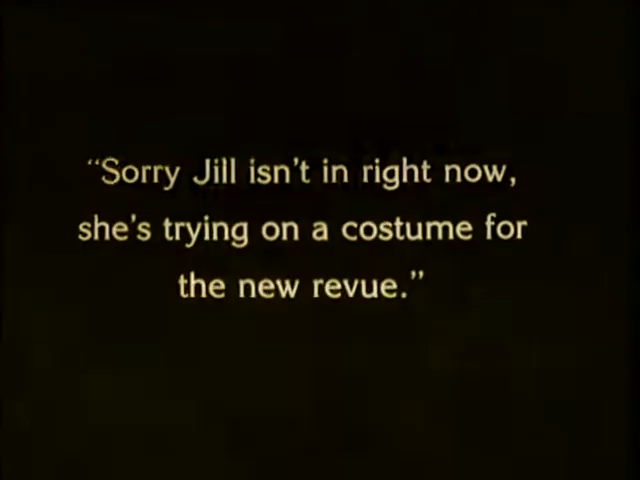 “Sorry Jill isn't in right now,
she's trying on a costume for
the new revue.”